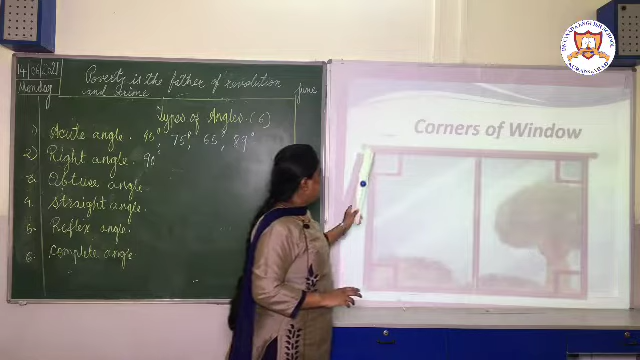 14/06/2021
Monday
Poverty is the father of revolution
and crime
June
Types of Angles. (6)
1) Acute angle. 45°, 75°, 65°, 89°
2) Right angle. 90°
3. Obtuse angle.
4. Straight angle.
5. Reflex angle.
6. Complete angle.
Corners of Window
AURANGABAD